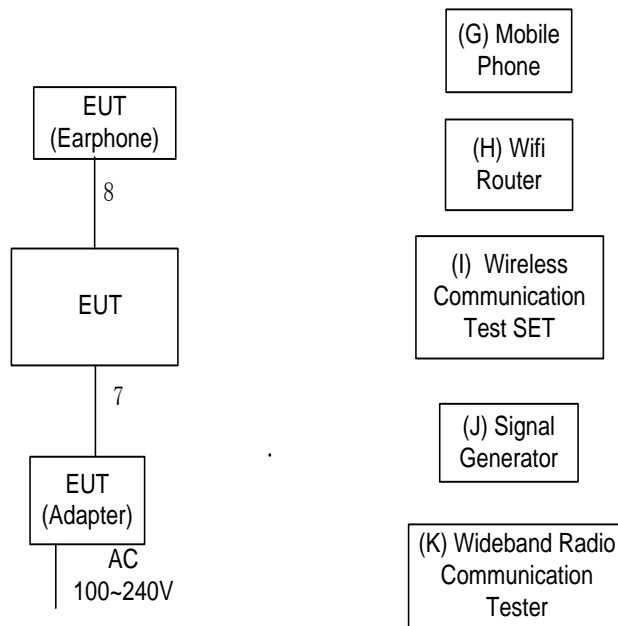 EUT
(Earphone)
8
EUT
7
EUT
(Adapter)
AC
100~240V
(G) Mobile
Phone
(H) Wifi
Router
(I) Wireless
Communication
Test SET
(J) Signal
Generator
(K) Wideband Radio
Communication
Tester